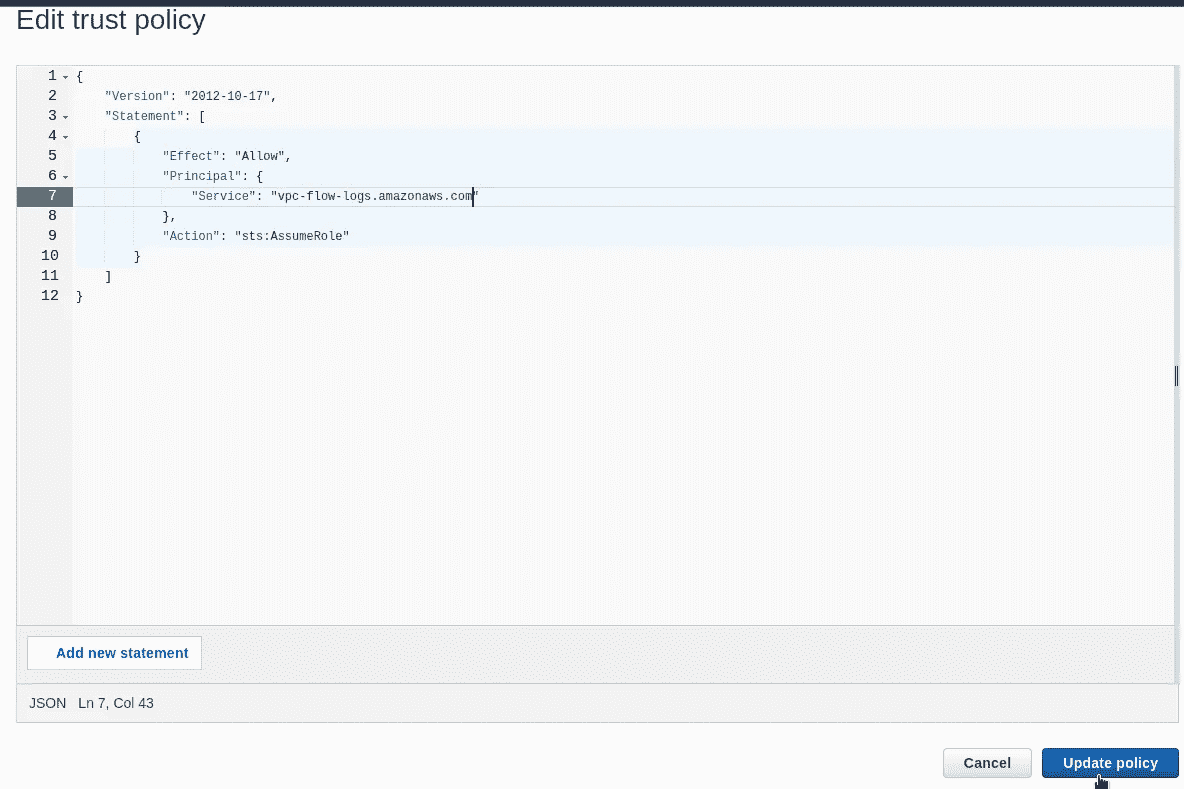 Edit trust policy
1 {
2     "Version": "2012-10-17",
3     "Statement": [
4         {
5             "Effect": "Allow",
6             "Principal": {
7                 "Service": "vpc-flow-logs.amazonaws.com"
8             },
9             "Action": "sts:AssumeRole"
10         }
11     ]
12 }
Add new statement
JSON Ln 7, Col 43
Cancel Update policy